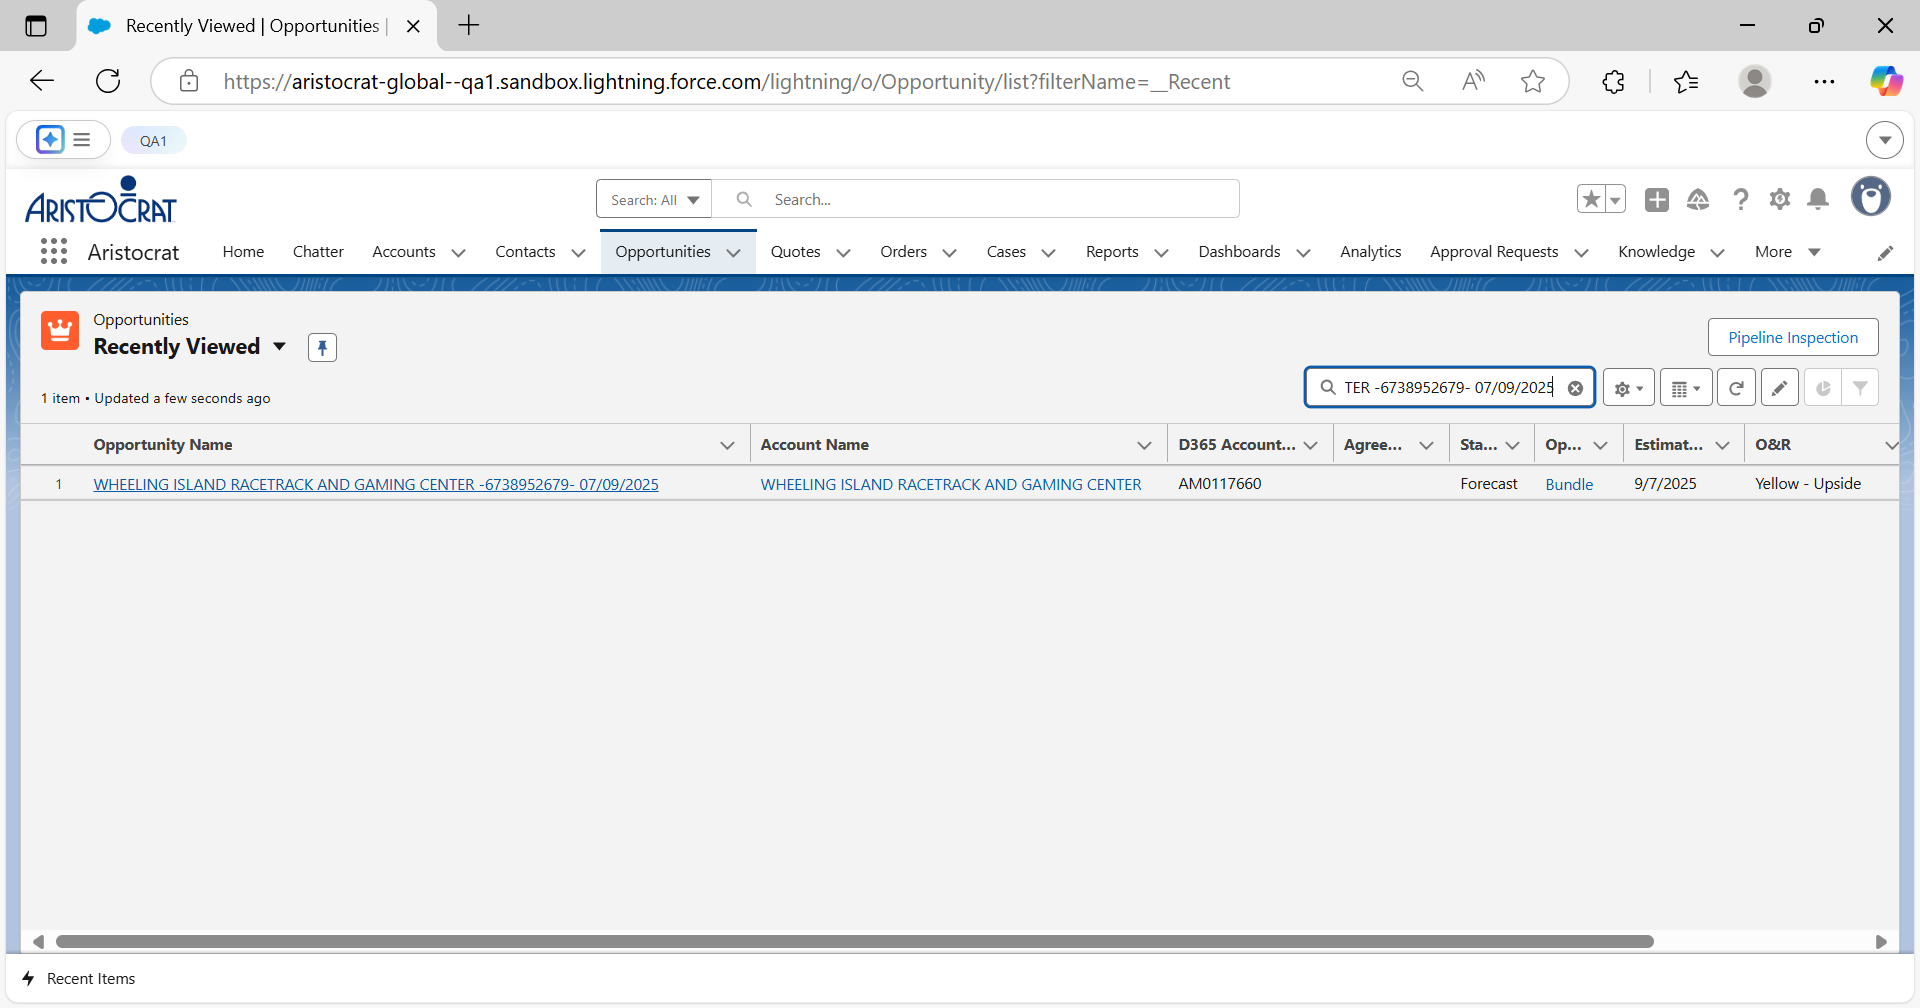 Recently Viewed | Opportunities |
https://aristocrat-global--qa1.sandbox.lightning.force.com/lightning/o/Opportunity/list?filterName=__Recent
QA1
ARISTOCRAT
Search: All
Search...
Aristocrat
Home
Chatter
Accounts
Contacts
Opportunities
Quotes
Orders
Cases
Reports
Dashboards
Analytics
Approval Requests
Knowledge
More
Opportunities
Recently Viewed
Pipeline Inspection
1 item • Updated a few seconds ago
TER -6738952679- 07/09/2025
Opportunity Name
Account Name
D365 Account...
Agree...
Sta...
Op...
Estimat...
O&R
1
WHEELING ISLAND RACETRACK AND GAMING CENTER -6738952679- 07/09/2025
WHEELING ISLAND RACETRACK AND GAMING CENTER
AM0117660
Forecast
Bundle
9/7/2025
Yellow - Upside
Recent Items